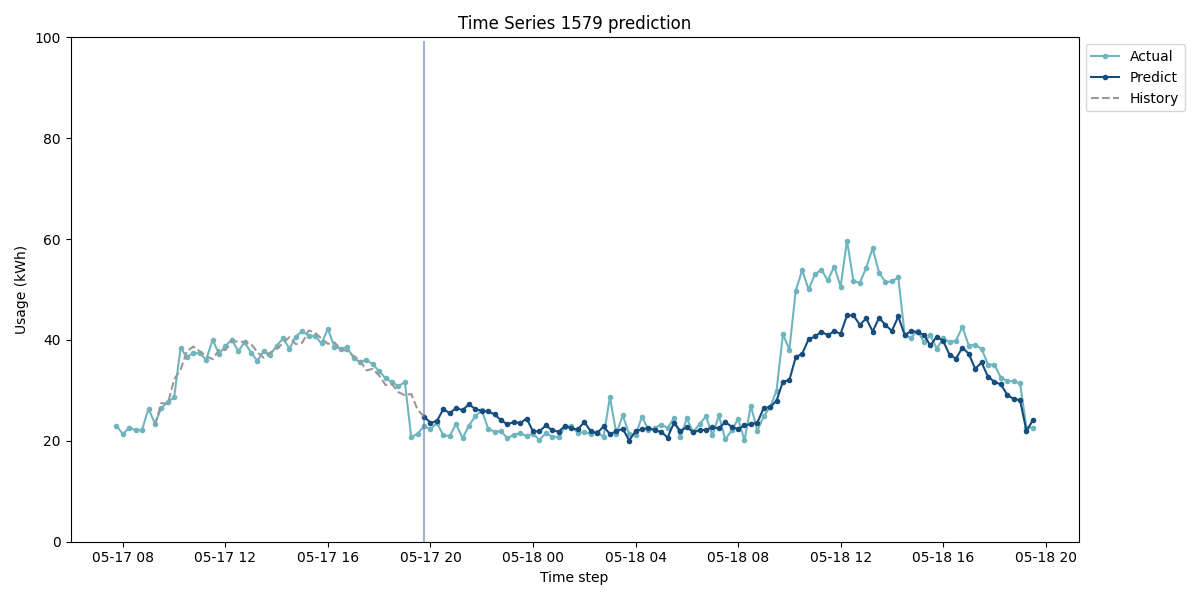 Time Series 1579 prediction
100
80
60
40
20
0
Usage (kWh)
05-17 08
05-17 12
05-17 16
05-17 20
05-18 00
05-18 04
05-18 08
05-18 12
05-18 16
05-18 20
Time step
Actual
Predict
History